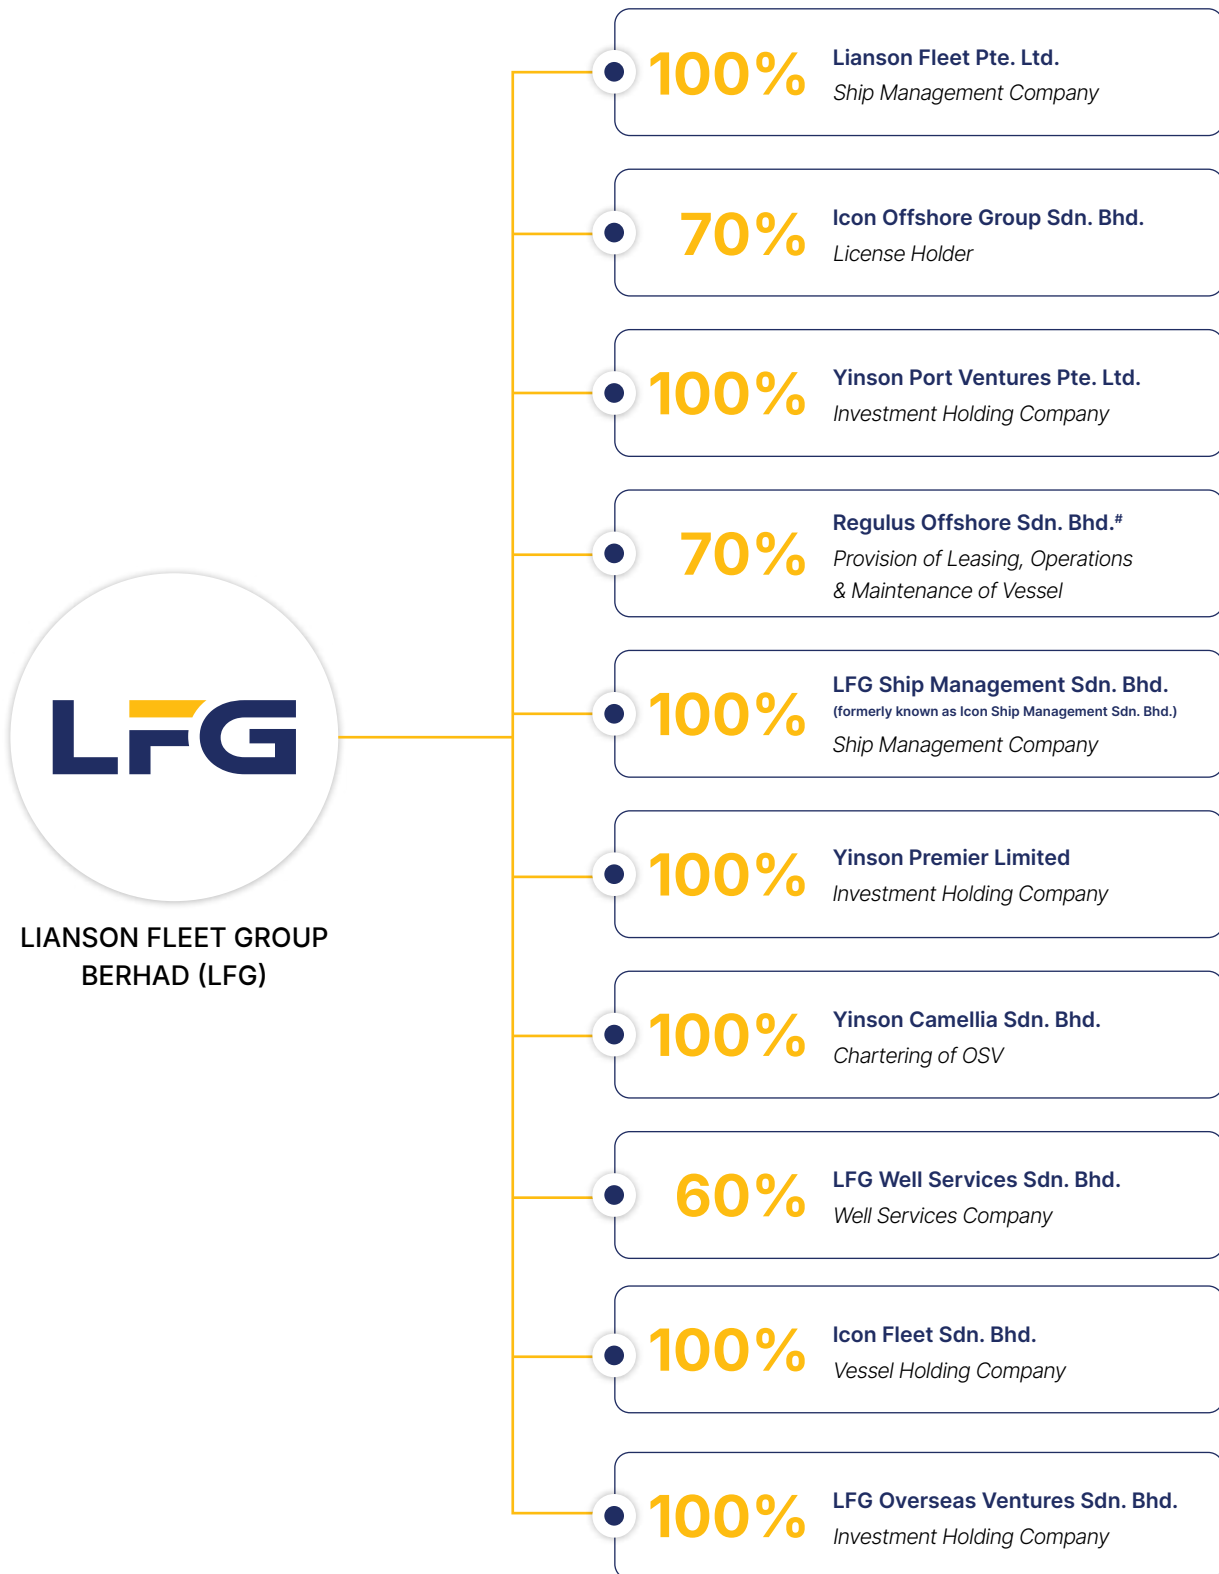 100%
Lianson Fleet Pte. Ltd.
Ship Management Company
70%
Icon Offshore Group Sdn. Bhd.
License Holder
100%
Yinson Port Ventures Pte. Ltd.
Investment Holding Company
70%
Regulus Offshore Sdn. Bhd.#
Provision of Leasing, Operations
& Maintenance of Vessel
LFG
LIANSON FLEET GROUP
BERHAD (LFG)
100%
LFG Ship Management Sdn. Bhd.
(formerly known as Icon Ship Management Sdn. Bhd.)
Ship Management Company
100%
Yinson Premier Limited
Investment Holding Company
100%
Yinson Camellia Sdn. Bhd.
Chartering of OSV
60%
LFG Well Services Sdn. Bhd.
Well Services Company
100%
Icon Fleet Sdn. Bhd.
Vessel Holding Company
100%
LFG Overseas Ventures Sdn. Bhd.
Investment Holding Company